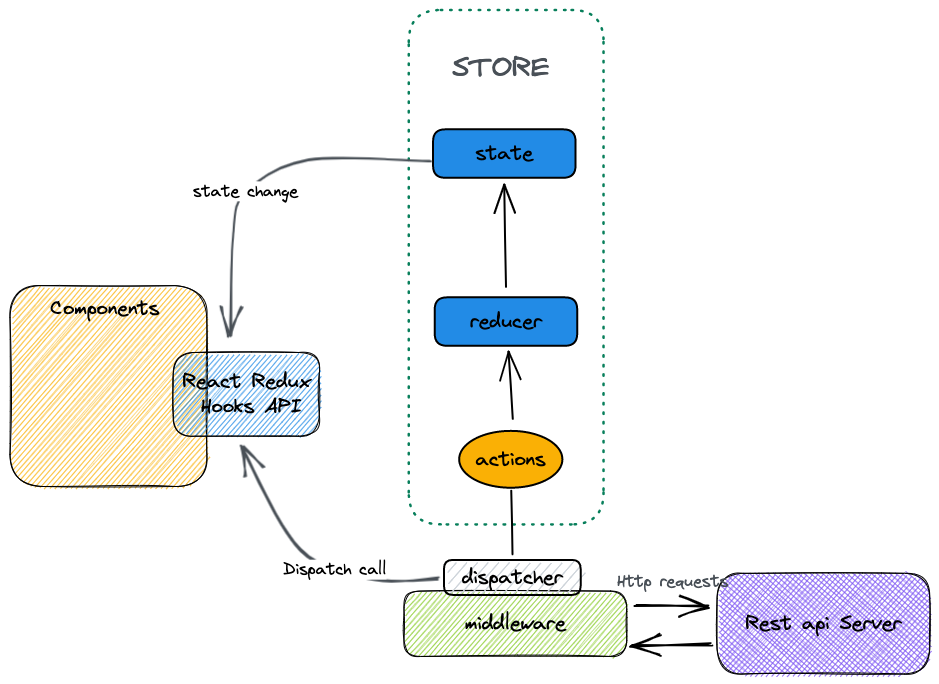 STORE
state
state change
Components
reducer
React Redux
Hooks API
actions
Dispatch call
dispatcher
Http requests
middleware
Rest api Server